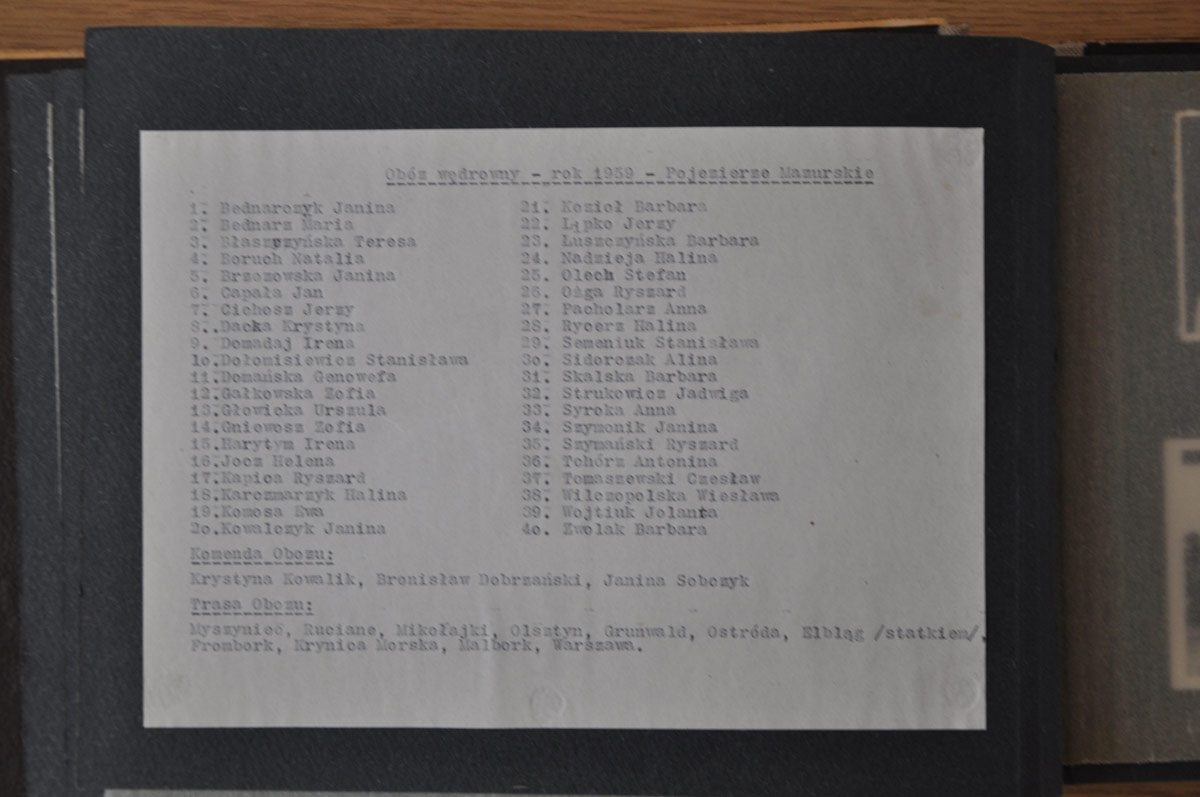 Obóz wędrowny - rok 1959 - Pojezierze Mazurskie
1. Bednarczyk Janina
2. Bednarz Maria
3. Błaszczyńska Teresa
4. Boruch Natalia
5. Brzozowska Janina
6. Capała Jan
7. Cichosz Jerzy
8. Dacka Krystyna
9. Domadaj Irena
1o. Dołomisiewicz Stanisława
11. Domańska Genowefa
12. Gałkowska Zofia
13. Głowicka Urszula
14. Gniewosz Zofia
15. Harytym Irena
16. Jocz Helena
17. Kapica Ryszard
18. Karczmarzyk Halina
19. Komosa Ewa
2o. Kowalczyk Janina
21. Kozioł Barbara
22. Lipko Jerzy
23. Łuszczyńska Barbara
24. Nadzieja Halina
25. Olech Stefan
26. Ożga Ryszard
27. Pacholarz Anna
28. Rycerz Halina
29. Semeniuk Stanisława
3o. Sidorczak Alina
31. Skalska Barbara
32. Strukowicz Jadwiga
33. Syroka Anna
34. Szymonik Janina
35. Szymański Ryszard
36. Tchórz Antonina
37. Tomaszewski Czesław
38. Wilczopolska Wiesława
39. Wojtiuk Jolanta
4o. Zwolak Barbara
Komenda Obozu:
Krystyna Kowalik, Bronisław Dobrzański, Janina Sobczyk
Trasa Obozu:
Myszyniec, Ruciane, Mikołajki, Olsztyn, Grunwald, Ostróda, Elbląg /statkiem/,
Frombork, Krynica Morska, Malbork, Warszawa.